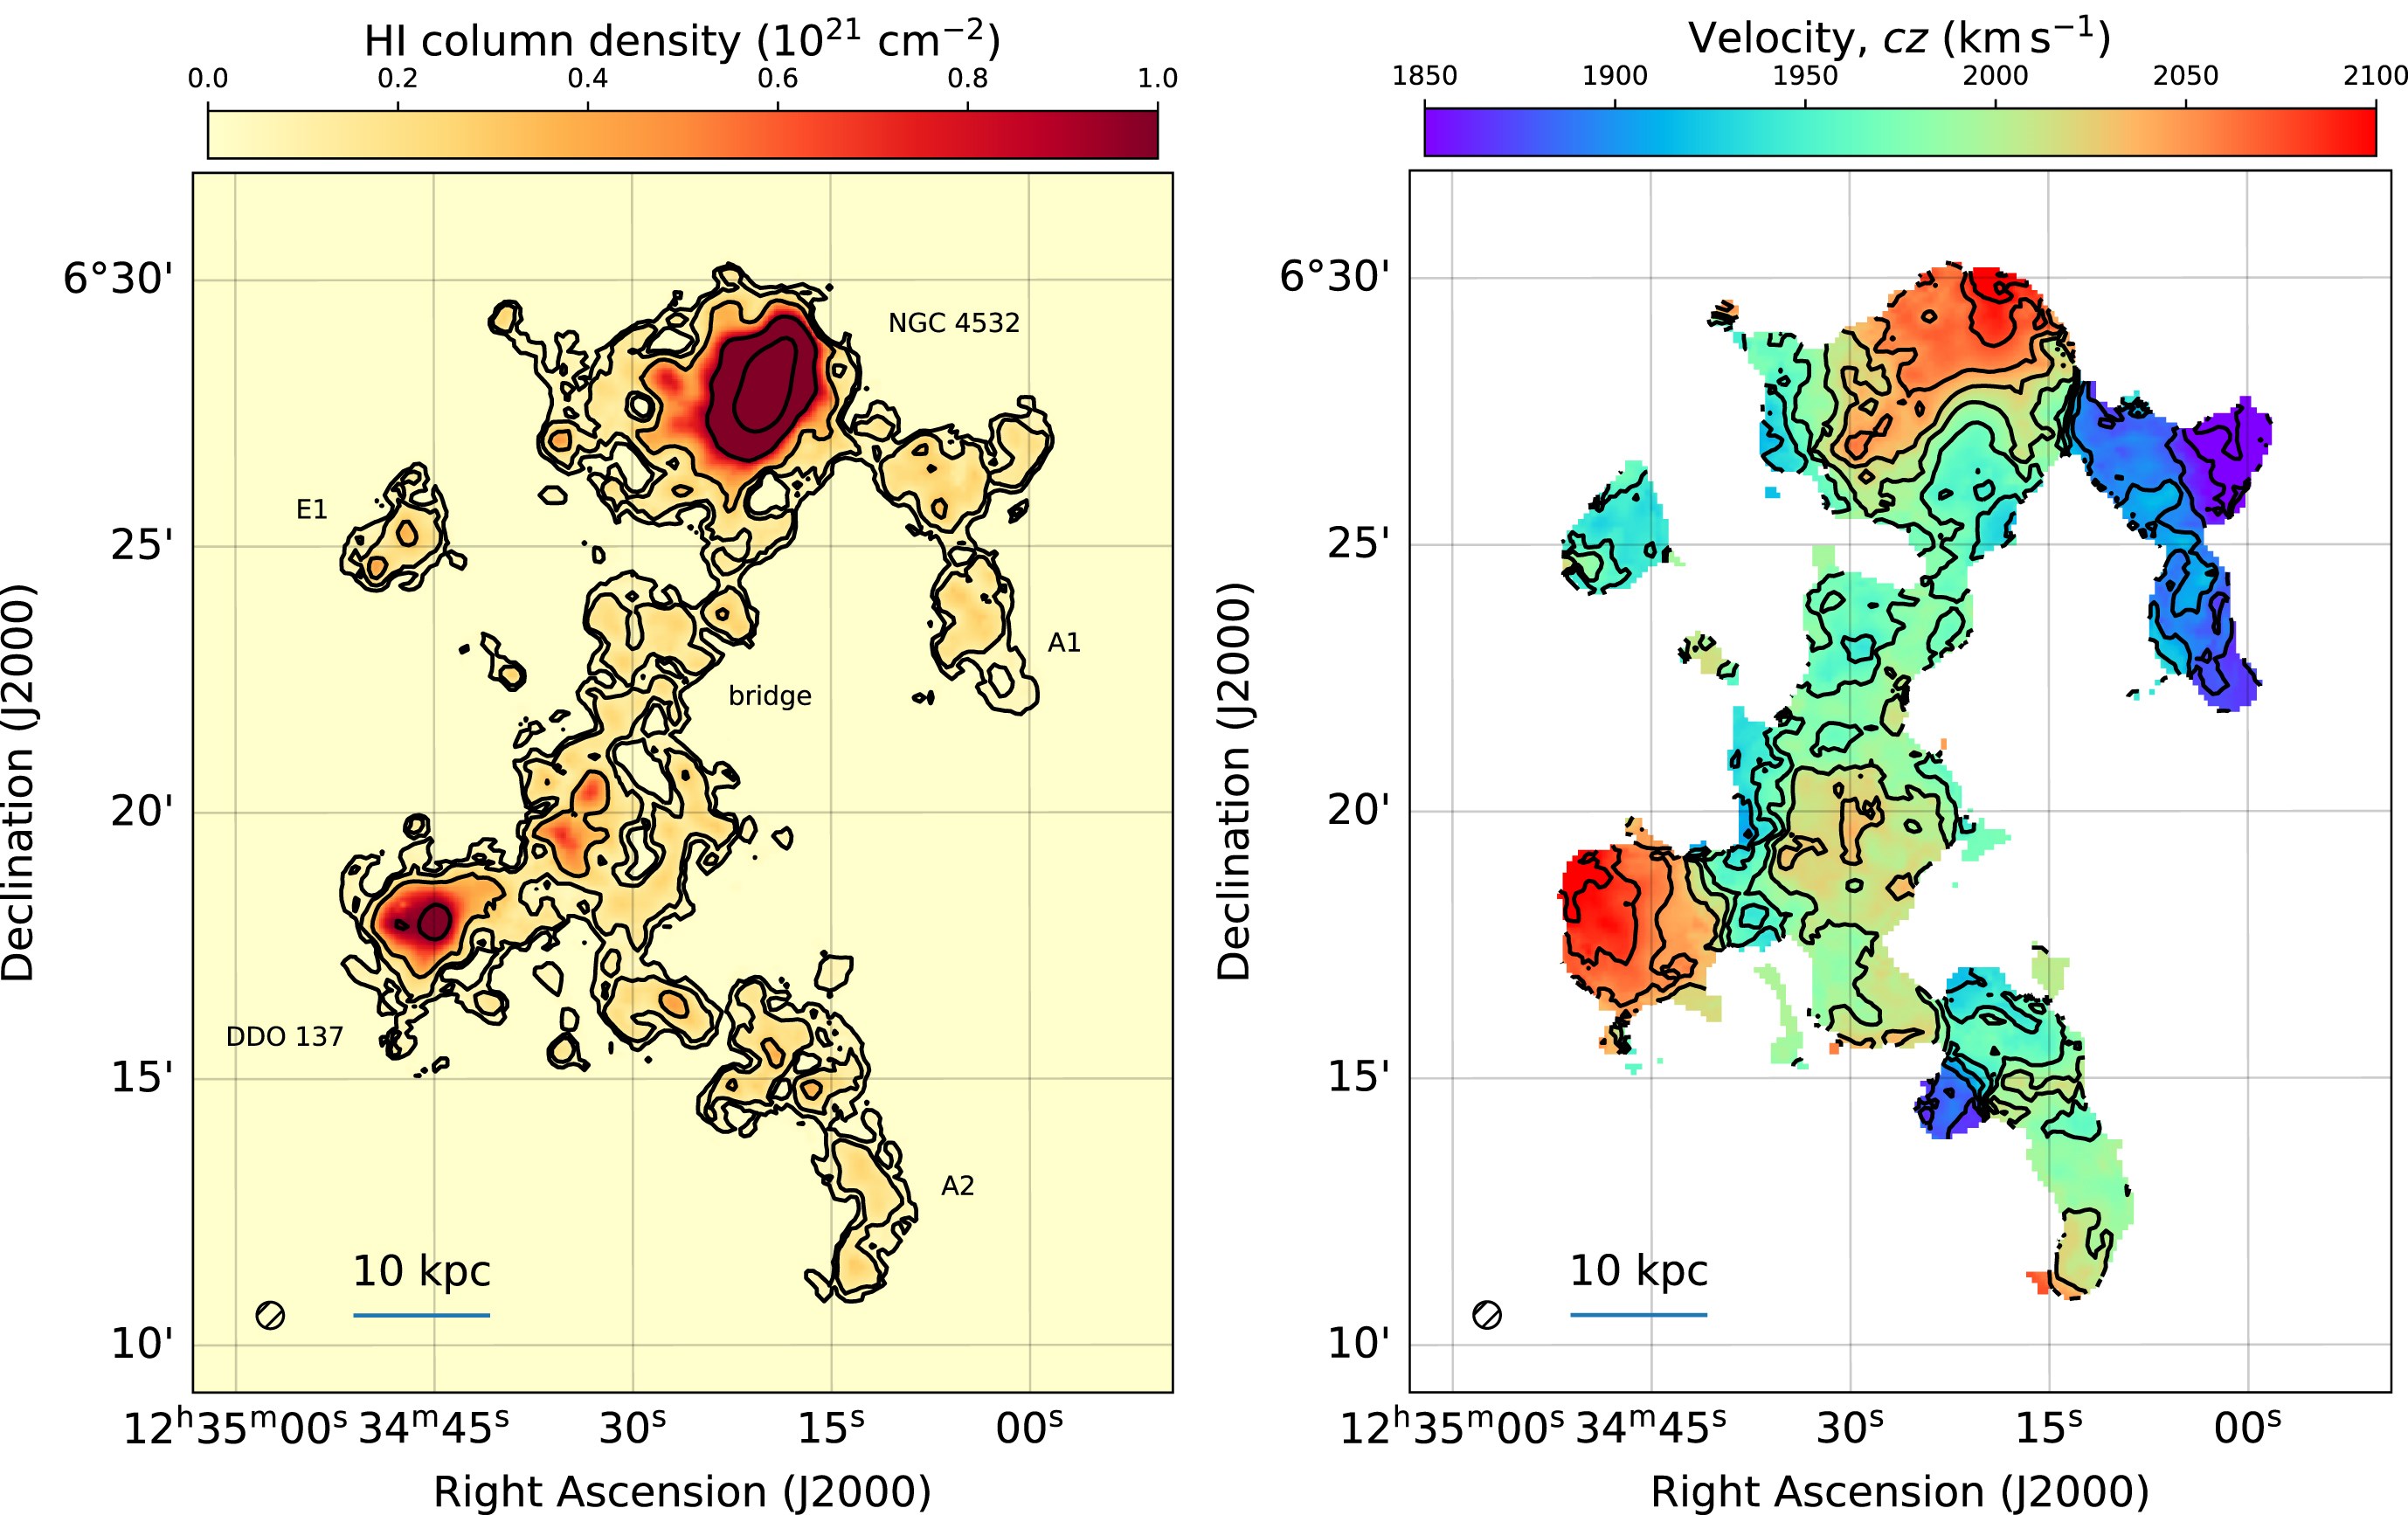 HI column density (10²¹ cm⁻²)
0.0 0.2 0.4 0.6 0.8 1.0
6°30'
25'
20'
15'
10'
Declination (J2000)
NGC 4532
E1
A1
bridge
DDO 137
A2
10 kpc
12ʰ35ᵐ00ˢ 34ᵐ45ˢ 30ˢ 15ˢ 00ˢ
Right Ascension (J2000)
Velocity, cz (km s⁻¹)
1850 1900 1950 2000 2050 2100
6°30'
25'
20'
15'
10'
Declination (J2000)
10 kpc
12ʰ35ᵐ00ˢ 34ᵐ45ˢ 30ˢ 15ˢ 00ˢ
Right Ascension (J2000)